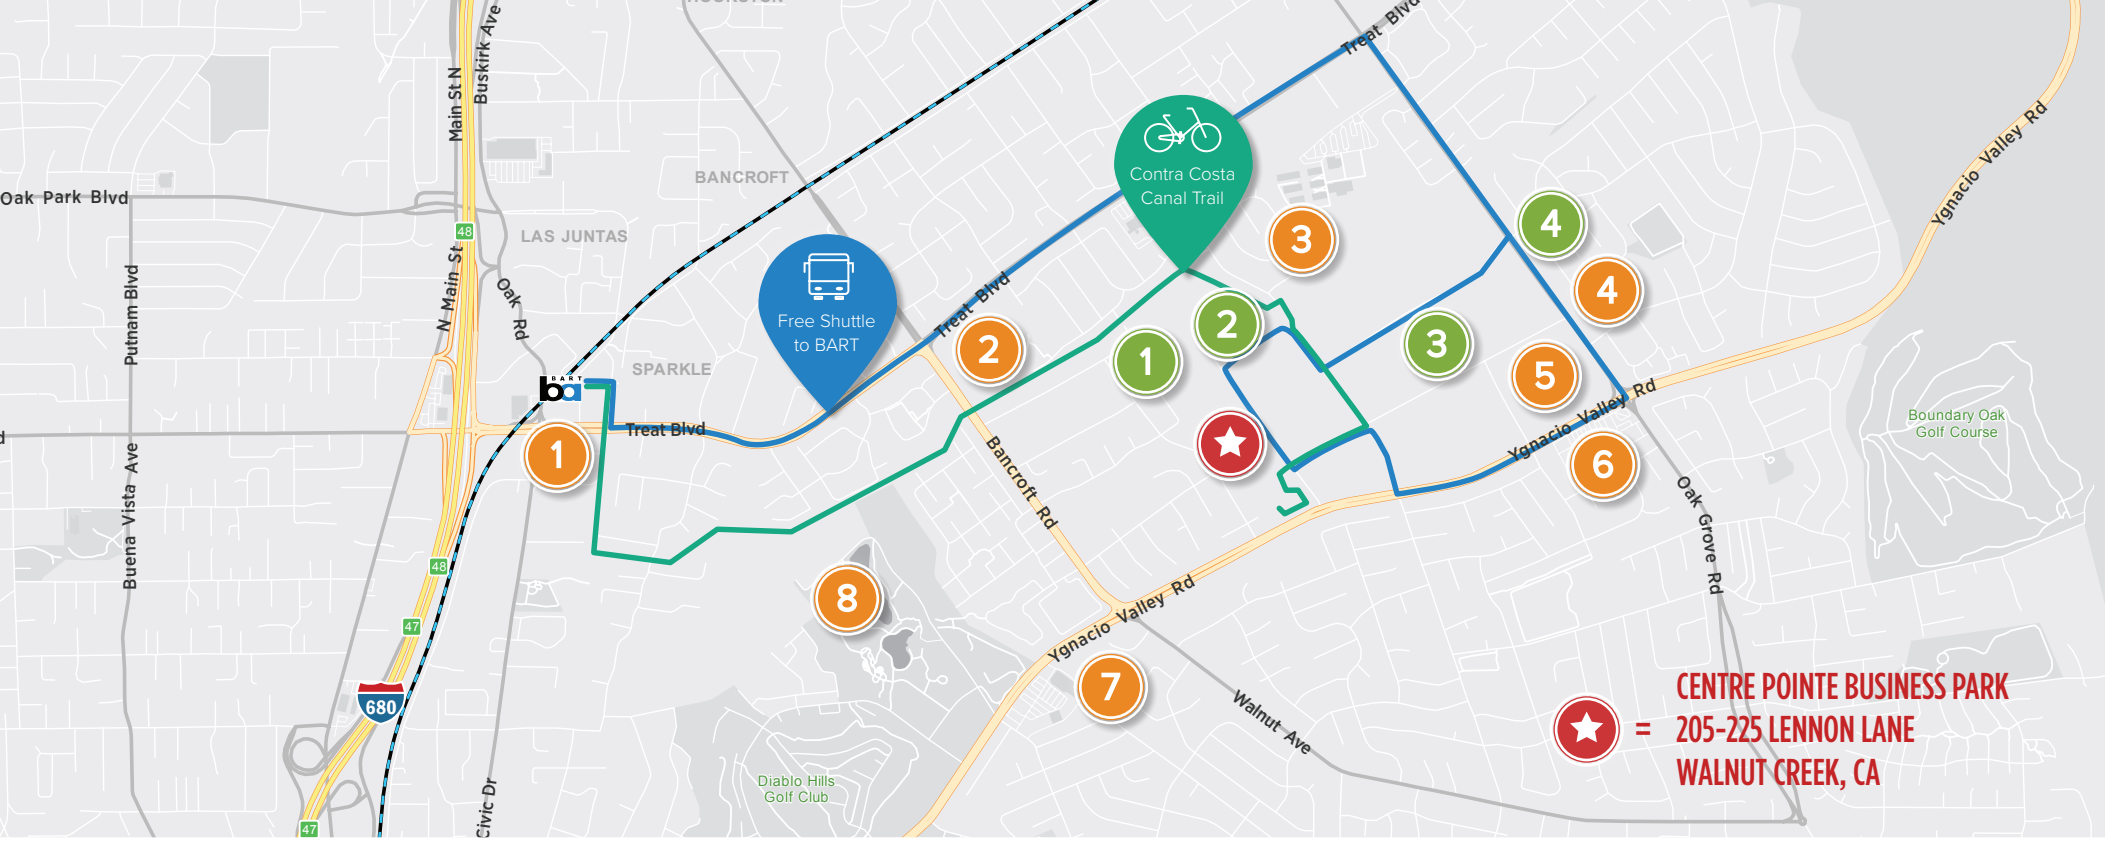 Buskirk Ave
Main St N
Treat Blvd
Oak Park Blvd
48
BANCROFT
LAS JUNTAS
Contra Costa
Canal Trail
Ygnacio Valley Rd
N Main St
Oak Rd
Putnam Blvd
3
4
4
Free Shuttle
to BART
Treat Blvd
2
1
2
3
5
SPARKLE
BART
ba
Treat Blvd
1
Buena Vista Ave
Bancroft Rd
Ygnacio Valley Rd
6
Boundary Oak
Golf Course
Oak Grove Rd
48
47
8
Ygnacio Valley Rd
7
680
Walnut Ave
Diablo Hills
Golf Club
Civic Dr
47
= CENTRE POINTE BUSINESS PARK
205-225 LENNON LANE
WALNUT CREEK, CA